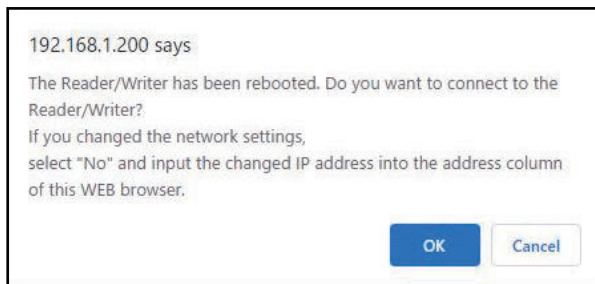 192.168.1.200 says
The Reader/Writer has been rebooted. Do you want to connect to the
Reader/Writer?
If you changed the network settings,
select "No" and input the changed IP address into the address column
of this WEB browser.
OK
Cancel